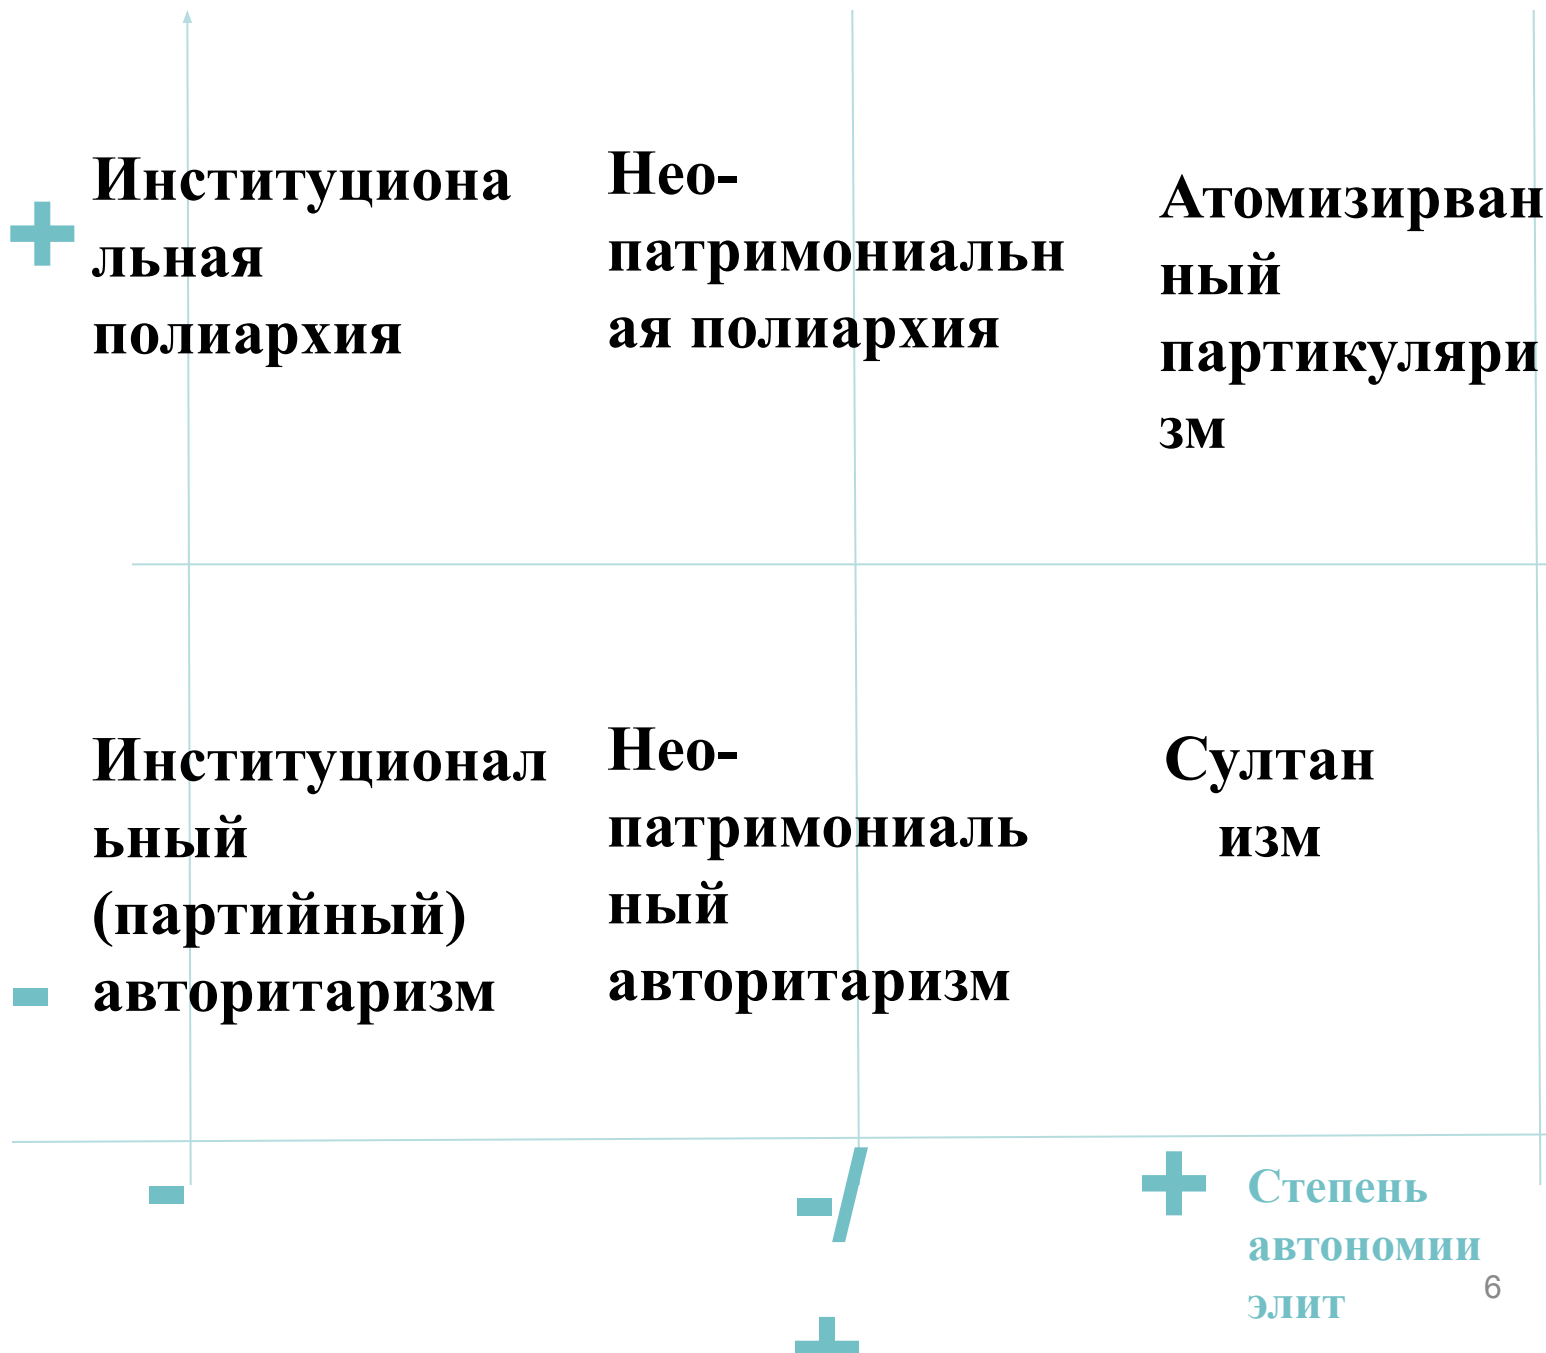 Институциона
льная
полиархия
Нео-
патримониальн
ая полиархия
Атомизирван
ный
партикуляри
зм
+
Институционал
ьный
(партийный)
авторитаризм
Нео-
патримониаль
ный
авторитаризм
Султан
изм
-
-
-/
+
+
Степень
автономии
элит
6